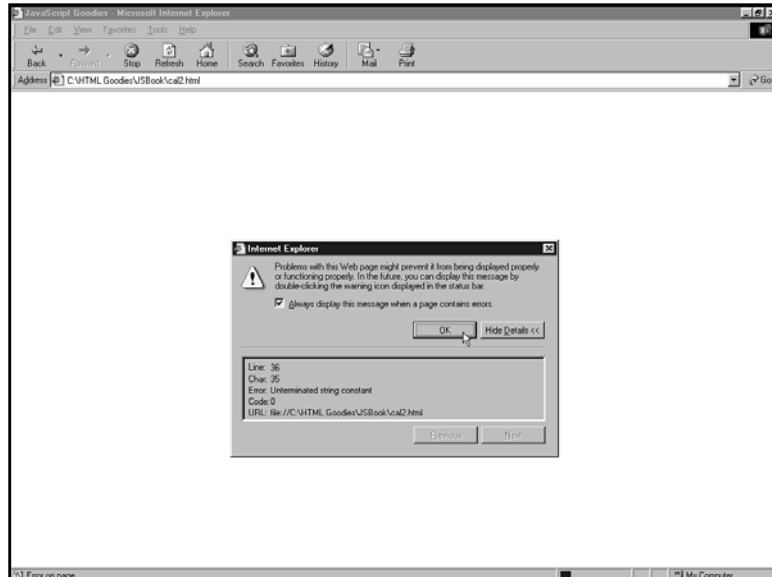 JavaScript Goodies - Microsoft Internet Explorer
File Edit View Favorites Tools Help
Back Forward Stop Refresh Home Search Favorites History Mail Print
Address C:\HTML Goodies\JSBook\cal2.html Go
Internet Explorer
Problems with this Web page might prevent it from being displayed properly
or functioning properly. In the future, you can display this message by
double-clicking the warning icon displayed in the status bar.
Always display this message when a page contains errors.
OK Hide Details <<
Line: 36
Char: 35
Error: Unterminated string constant
Code: 0
URL: file://C:\HTML Goodies\JSBook\cal2.html
Previous Next
Error on page My Computer